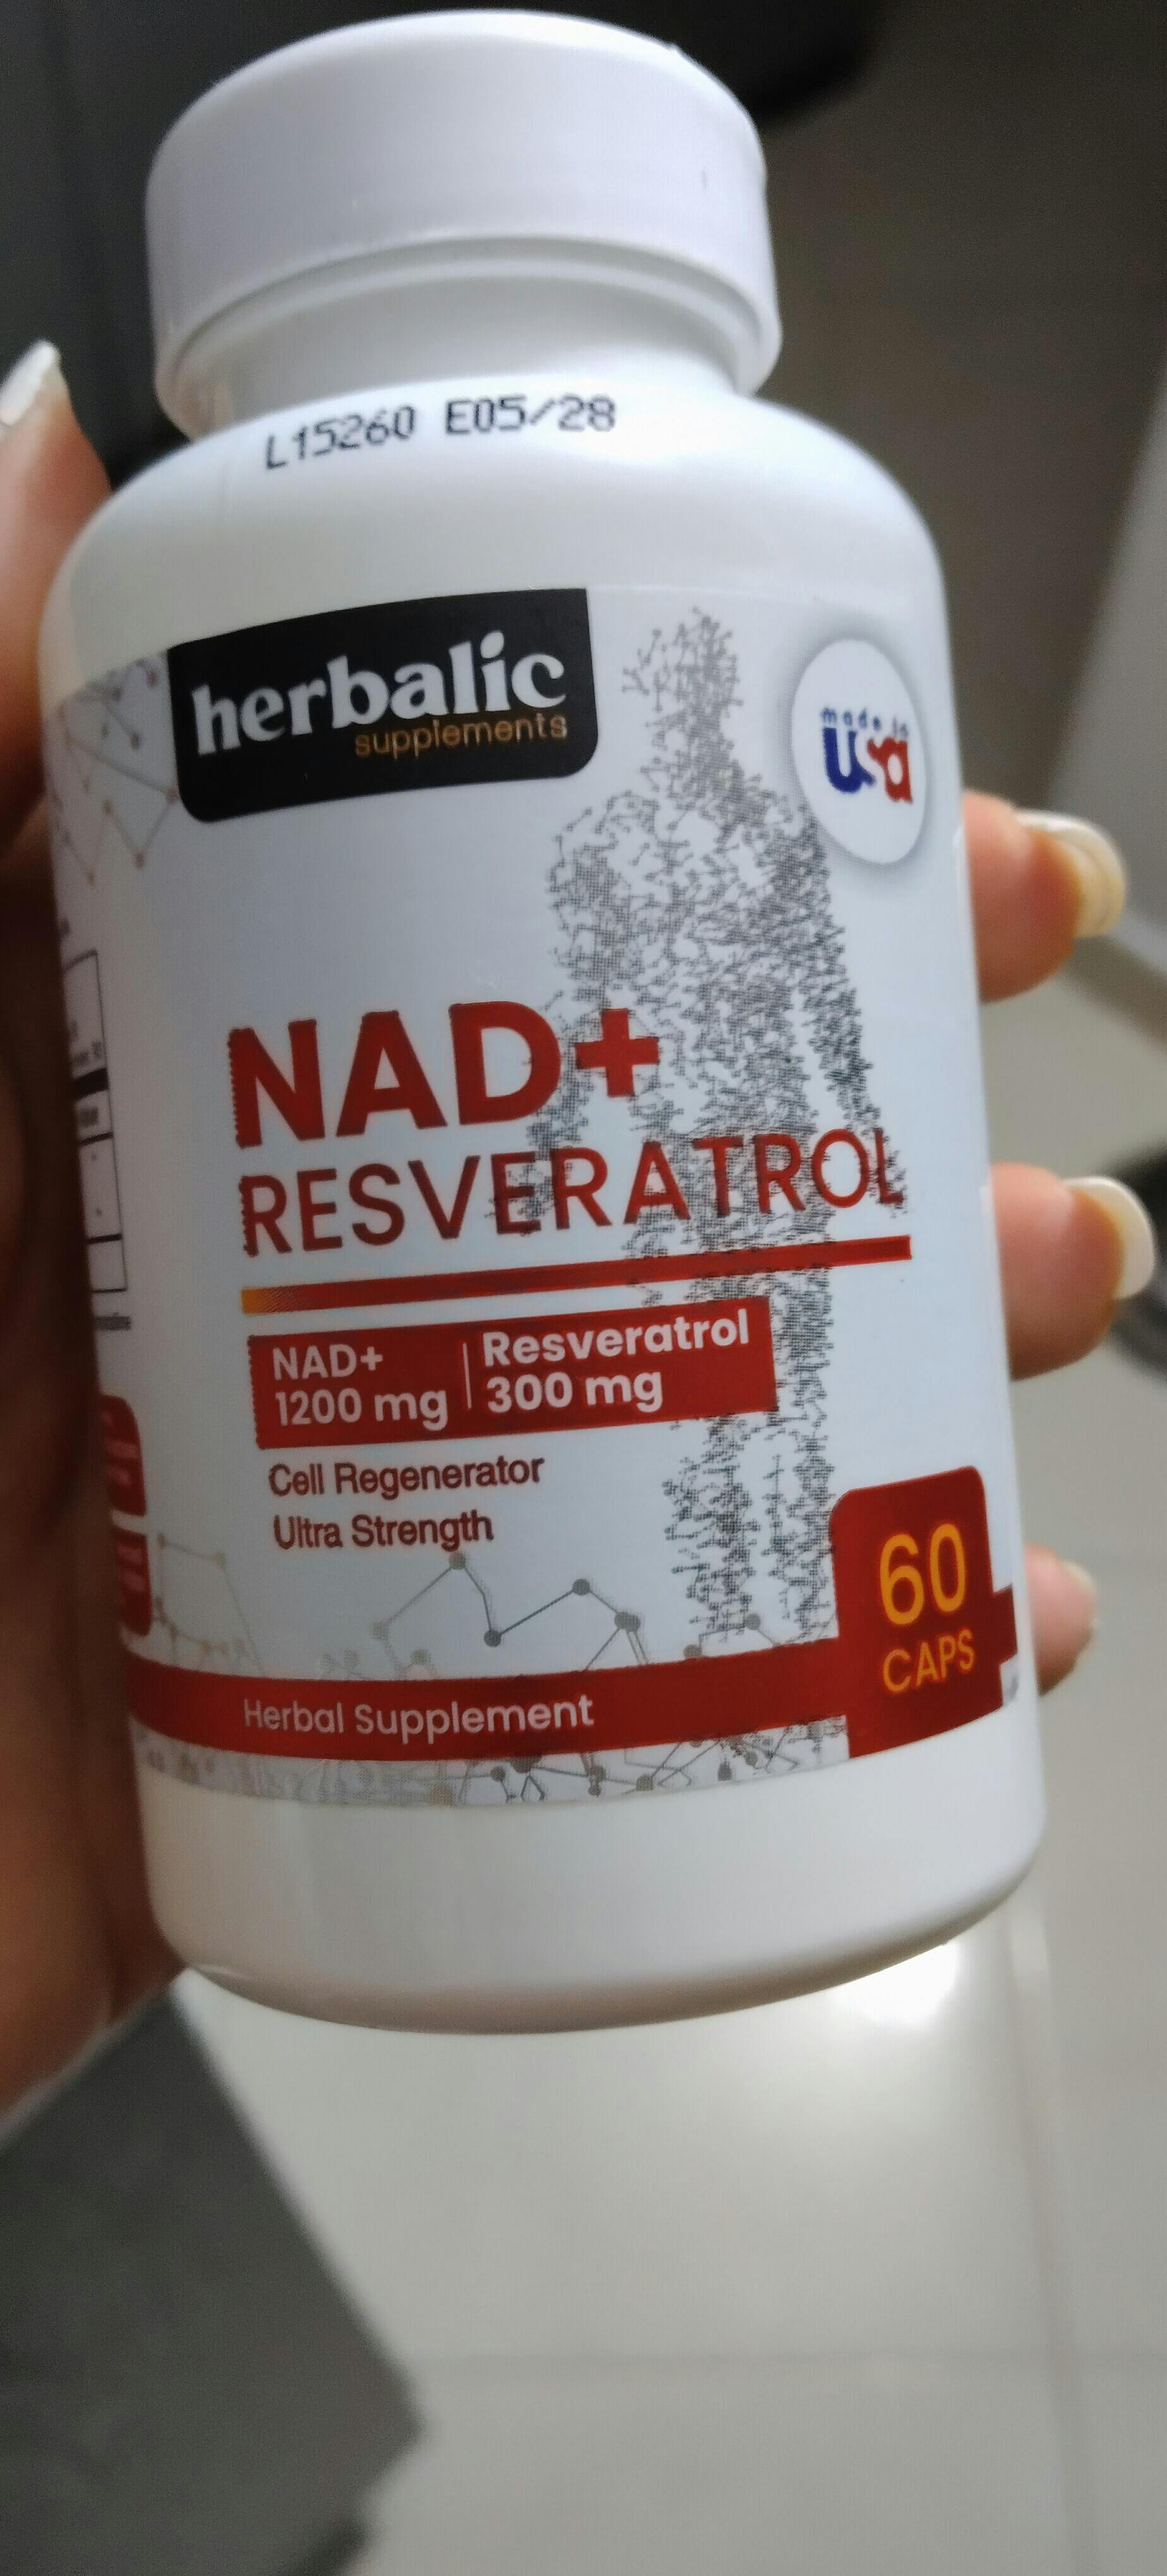 L15260 E05/28
herbalic
supplements
made in
usa
NAD+
RESVERATROL
NAD+
1200 mg
Resveratrol
300 mg
Cell Regenerator
Ultra Strength
60
CAPS
Herbal Supplement